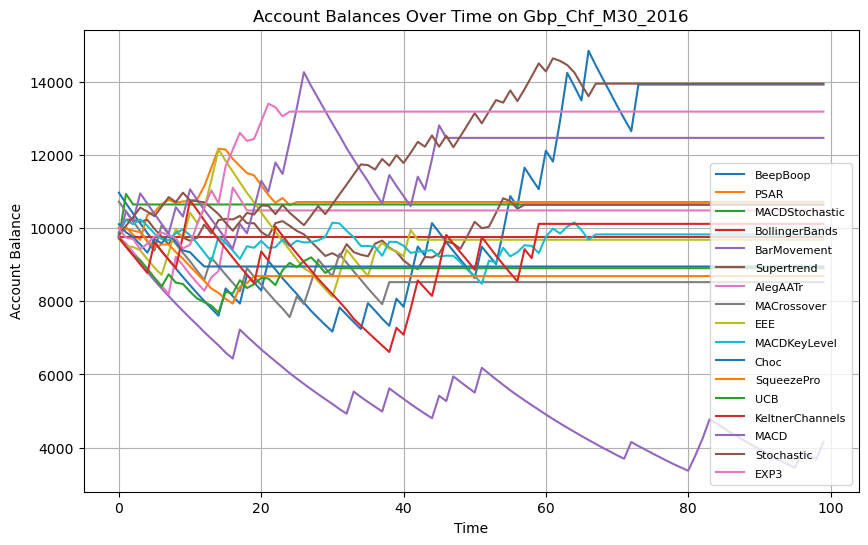 Account Balances Over Time on Gbp_Chf_M30_2016
Account Balance
14000
12000
10000
8000
6000
4000
0
20
40
60
80
100
Time
BeepBoop
PSAR
MACDStochastic
BollingerBands
BarMovement
Supertrend
AlegAATr
MACrossover
EEE
MACDKeyLevel
Choc
SqueezePro
UCB
KeltnerChannels
MACD
Stochastic
EXP3